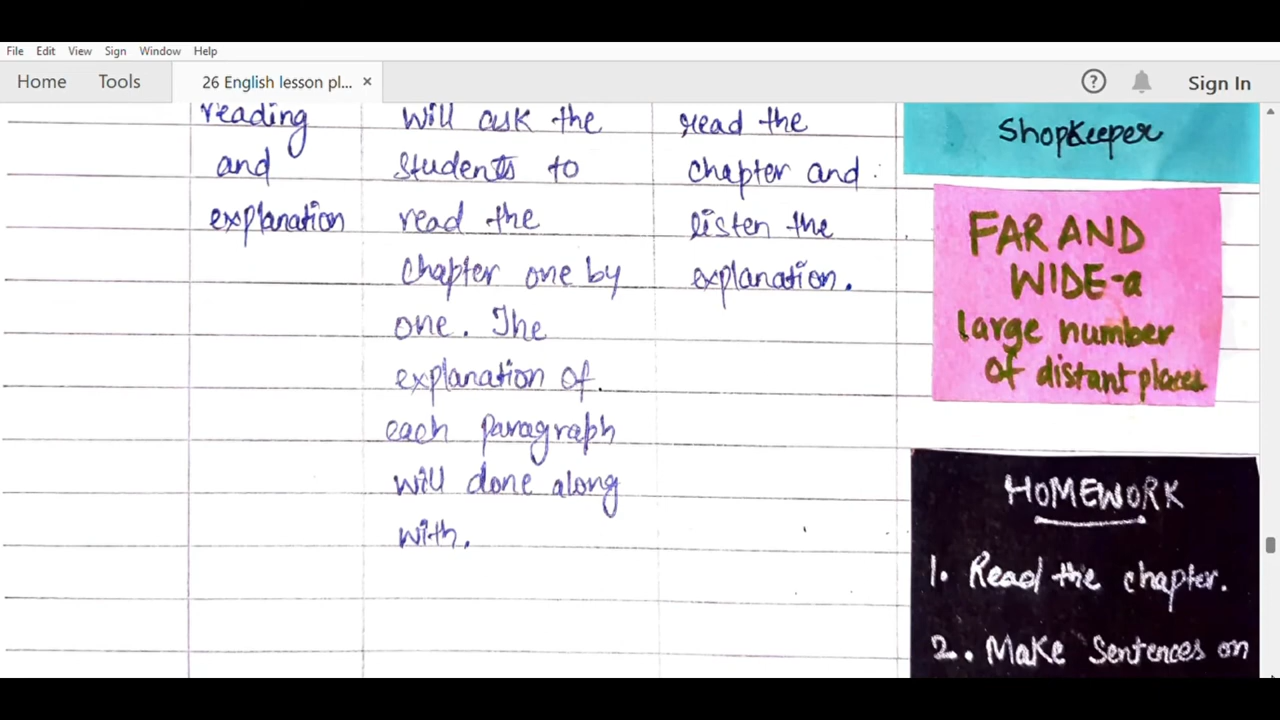 File Edit View Sign Window Help
Home Tools 26 English lesson pl... × ? Sign In
reading
and
explanation
will ask the
students to
read the
chapter one by
one. The
explanation of
each paragraph
will done along
with.
read the
chapter and
listen the
explanation.
Shopkeeper
FAR AND
WIDE-a
large number
of distant places
HOMEWORK
1. Read the chapter.
2. Make Sentences on